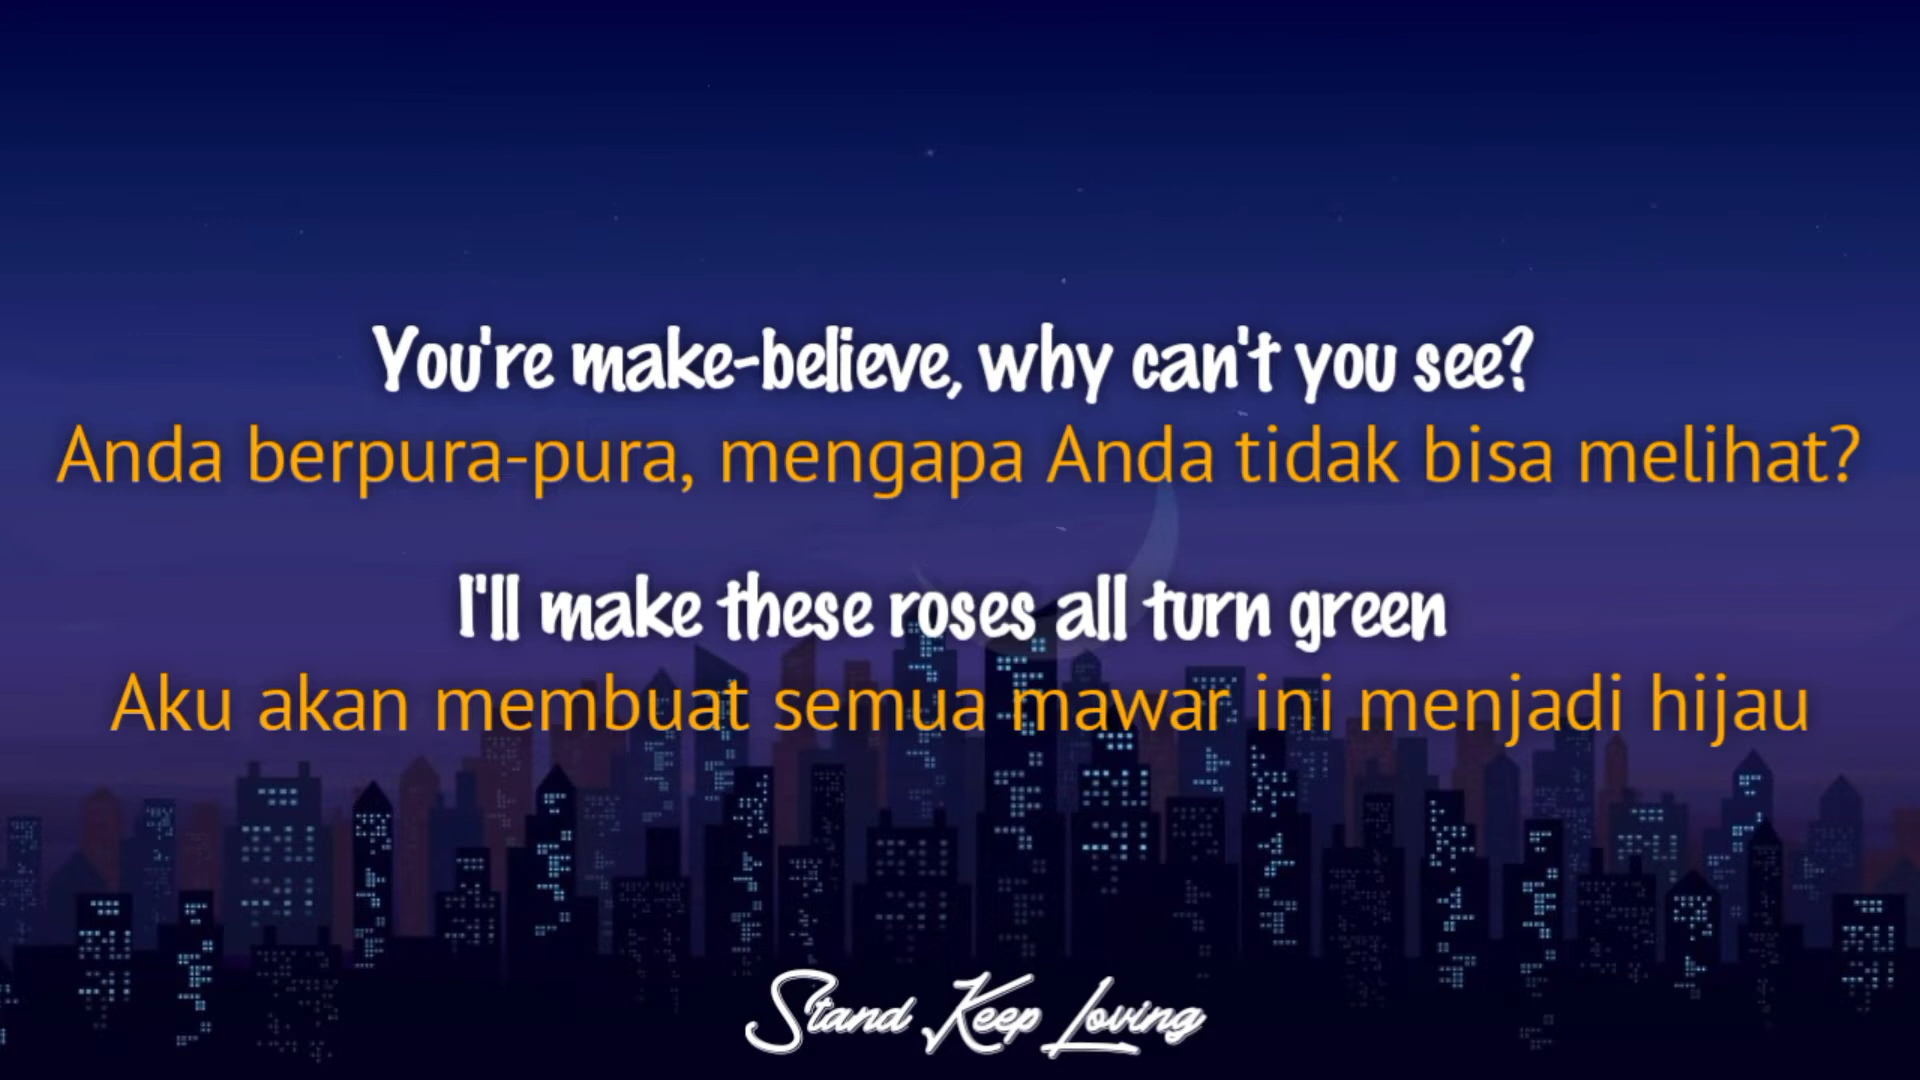 You're make-believe, why can't you see?
Anda berpura-pura, mengapa Anda tidak bisa melihat?
I'll make these roses all turn green
Aku akan membuat semua mawar ini menjadi hijau
Stand Keep Loving